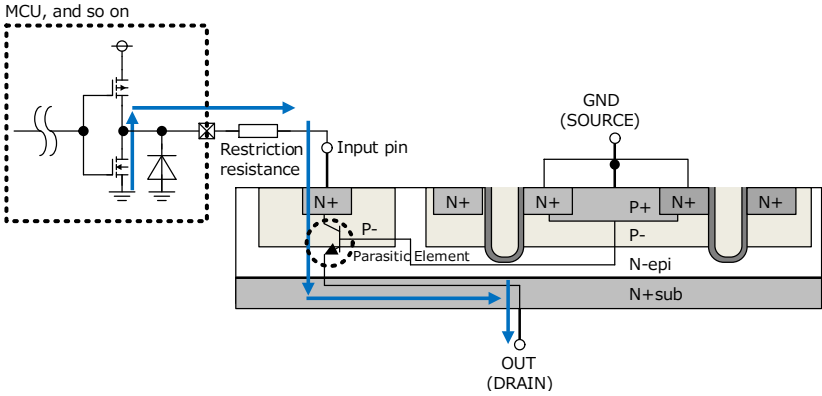 MCU, and so on
GND
(SOURCE)
Restriction
resistance
Input pin
N+
N+
N+
P+
N+
N+
P-
P-
Parasitic Element
N-epi
N+sub
OUT
(DRAIN)